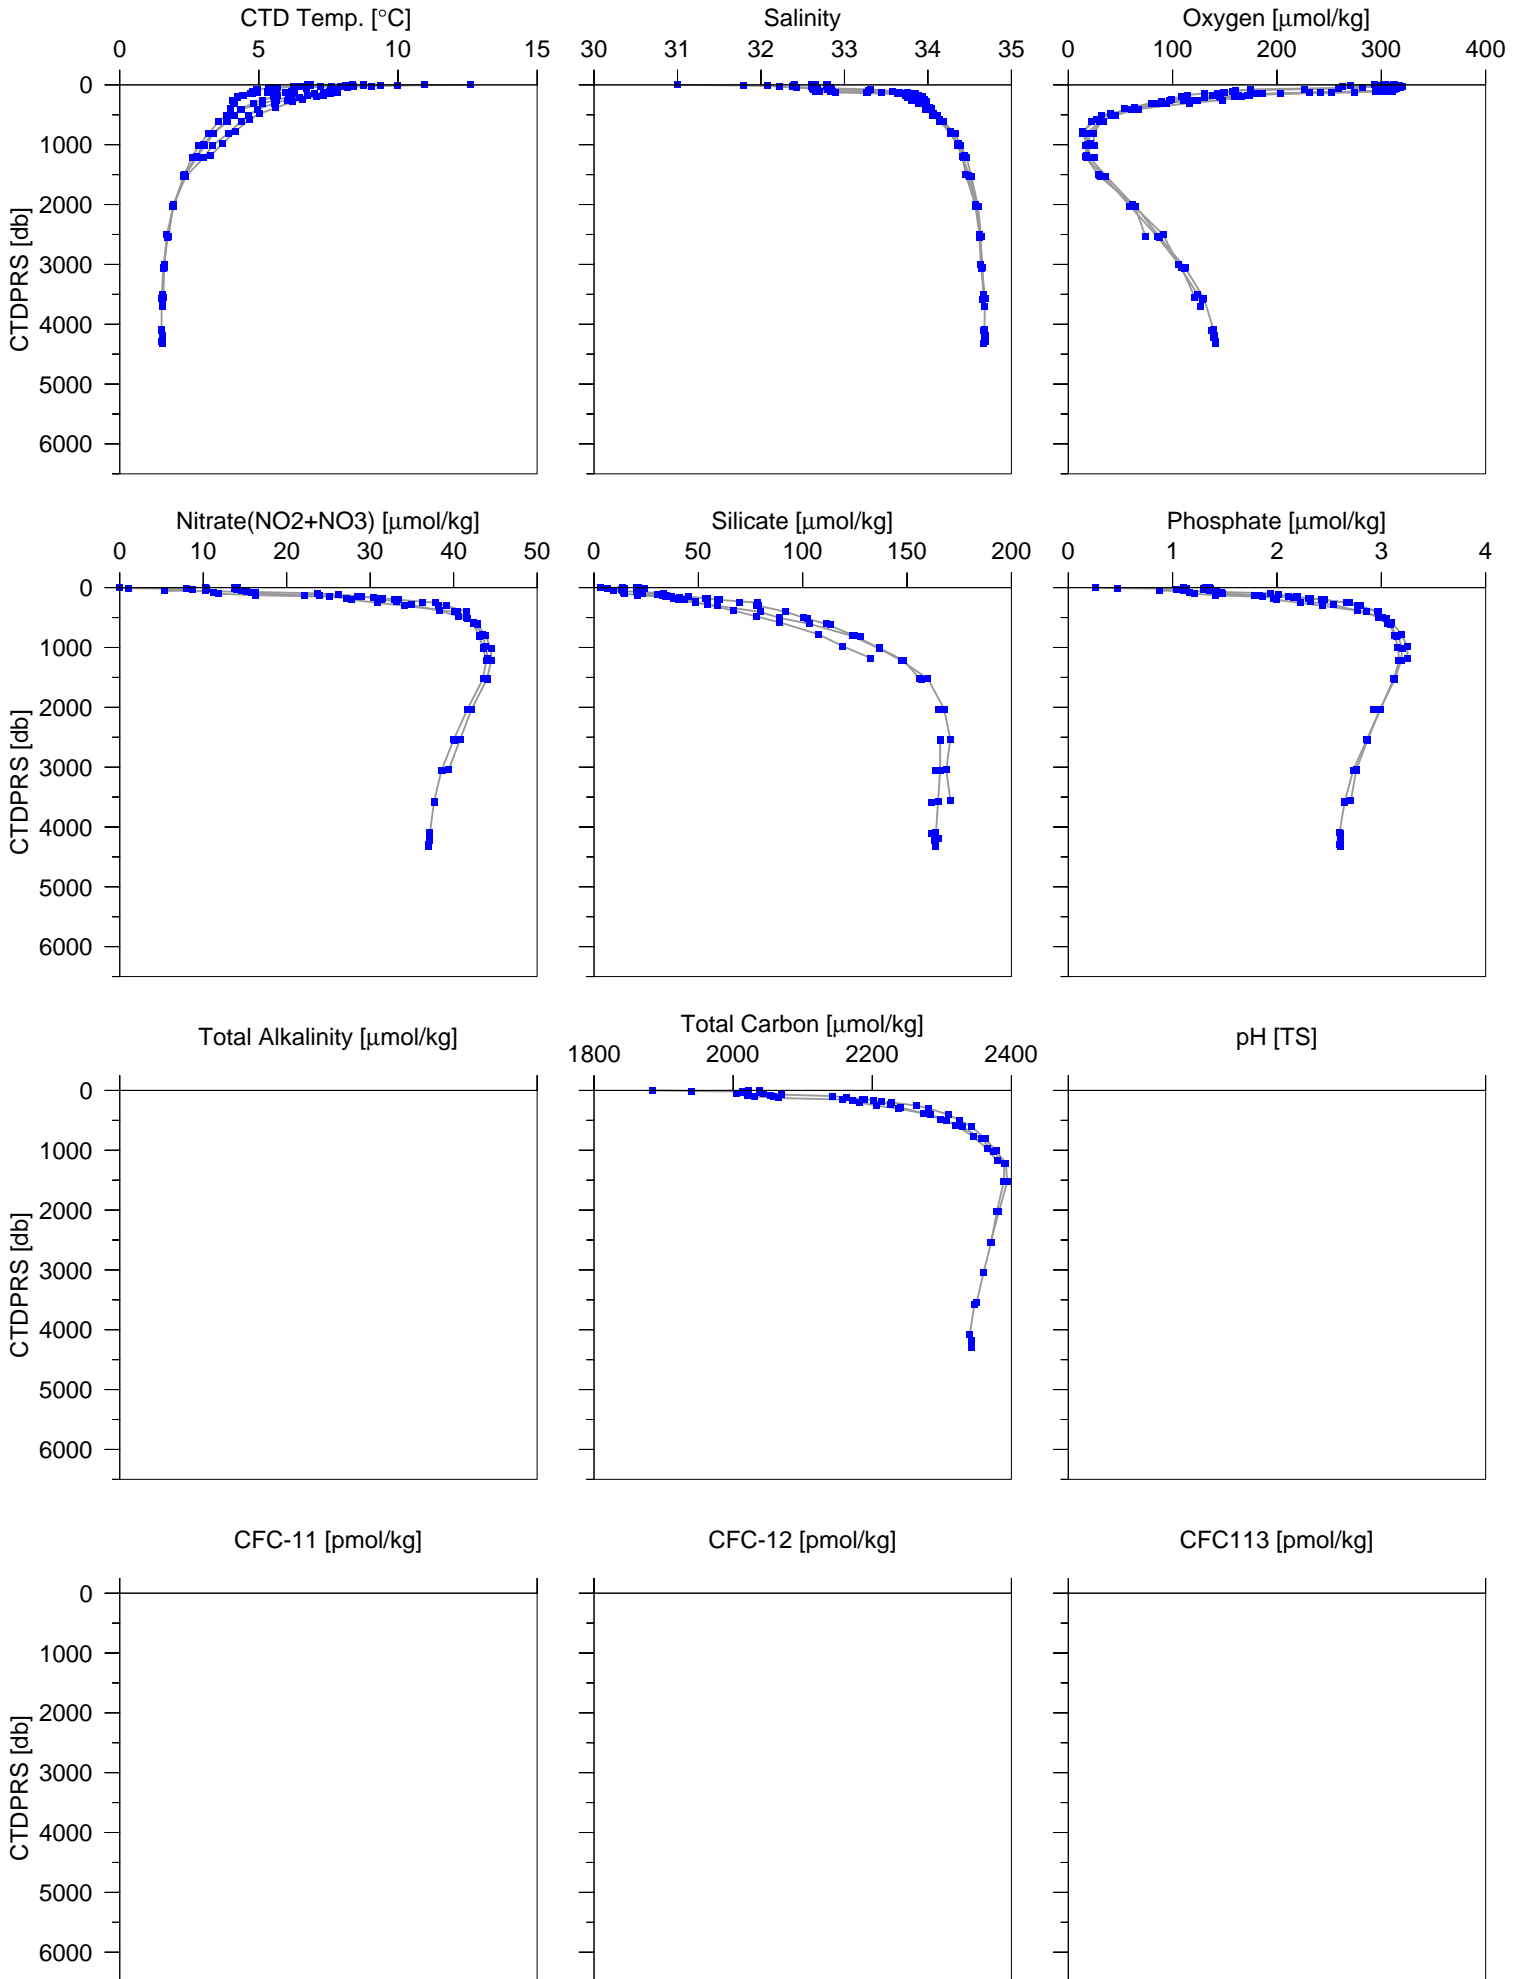 CTD Temp. [°C] Salinity Oxygen [μmol/kg]
0 5 10 15 30 31 32 33 34 35 0 100 200 300 400
0
1000
2000
3000
4000
5000
6000
CTDPRS [db]
Nitrate(NO2+NO3) [μmol/kg] Silicate [μmol/kg] Phosphate [μmol/kg]
0 10 20 30 40 50 0 50 100 150 200 0 1 2 3 4
0
1000
2000
3000
4000
5000
6000
CTDPRS [db]
Total Alkalinity [μmol/kg] Total Carbon [μmol/kg] pH [TS]
1800 2000 2200 2400
0
1000
2000
3000
4000
5000
6000
CTDPRS [db]
CFC-11 [pmol/kg] CFC-12 [pmol/kg] CFC113 [pmol/kg]
0
1000
2000
3000
4000
5000
6000
CTDPRS [db]